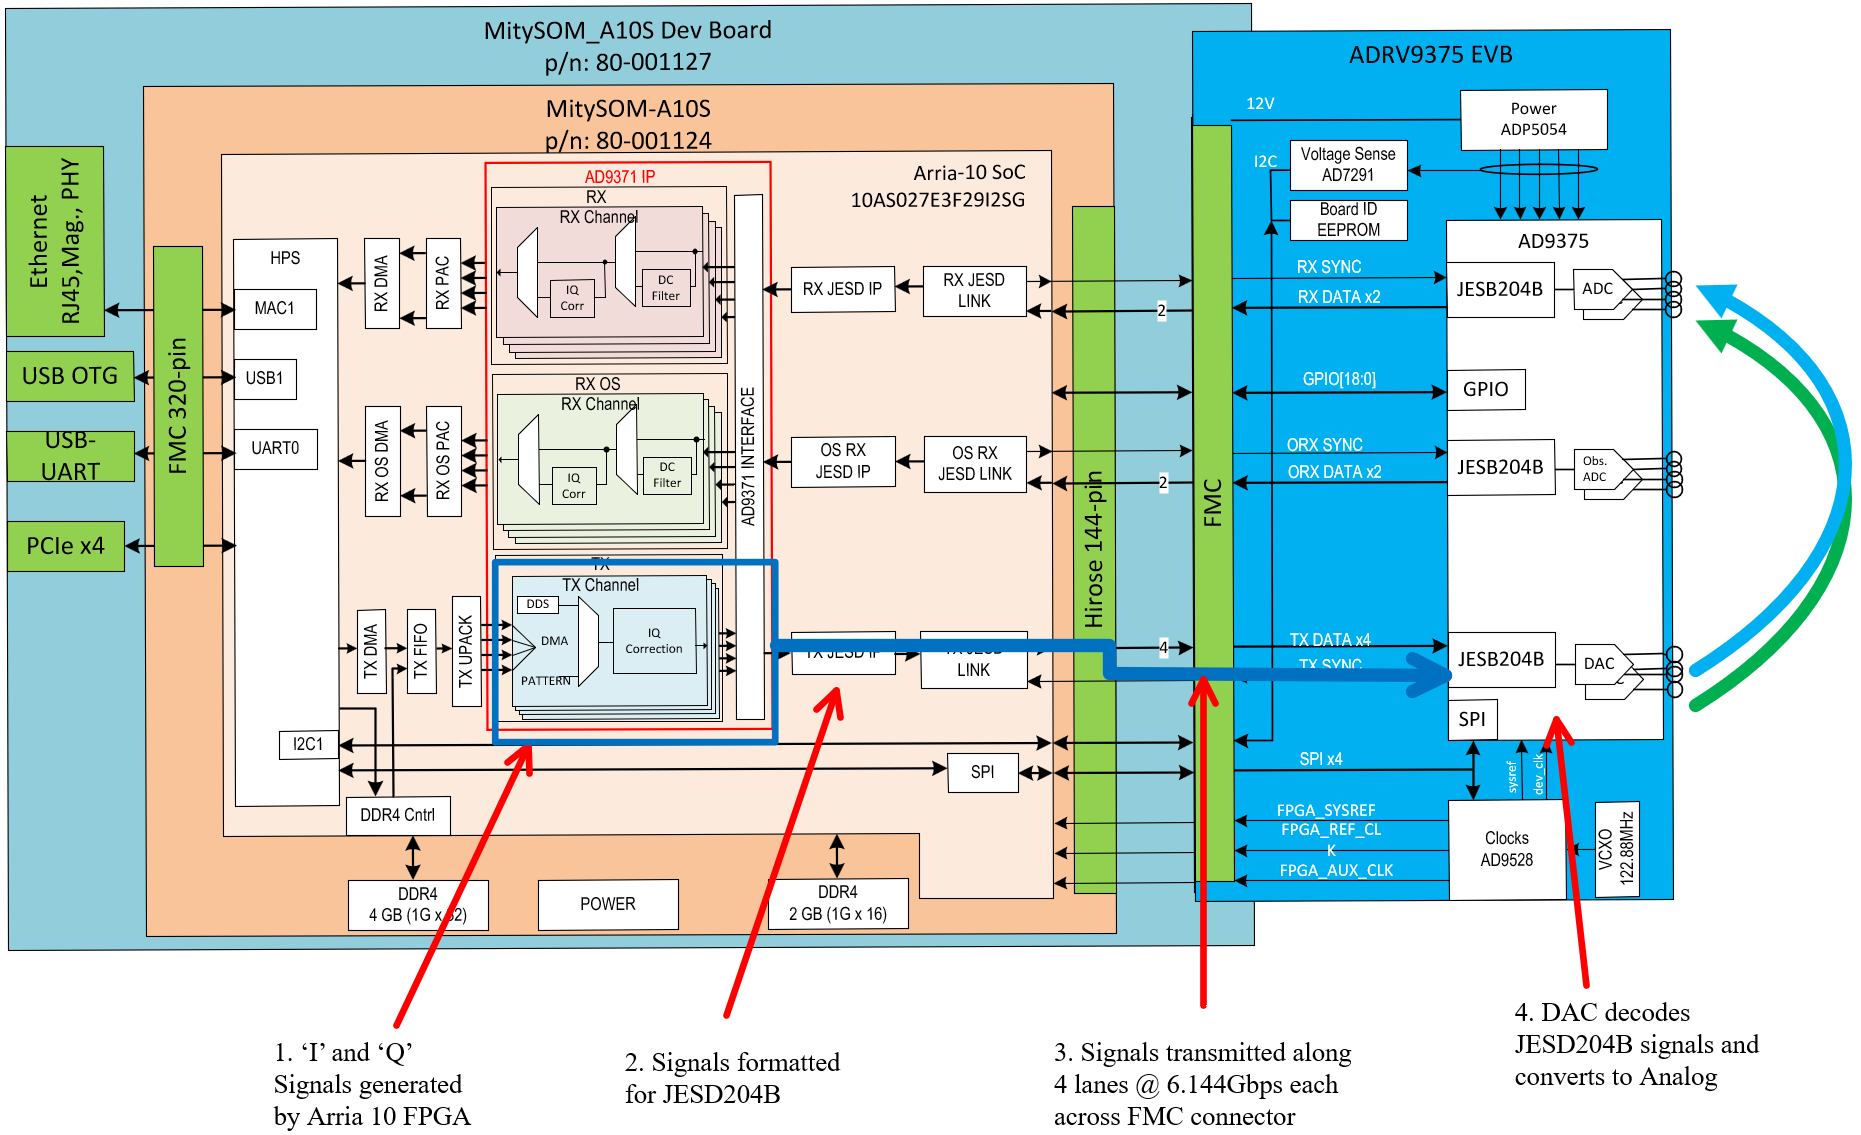 MitySOM_A10S Dev Board
p/n: 80-001127
MitySOM-A10S
p/n: 80-001124
ADRV9375 EVB
Ethernet
RJ45,Mag., PHY
USB OTG
USB-
UART
PCIe x4
FMC 320-pin
HPS
MAC1
USB1
UART0
I2C1
RX DMA
RX PAC
RX OS DMA
RX OS PAC
TX DMA
TX FIFO
TX UPACK
AD9371 IP
RX
RX Channel
IQ
Corr
DC
Filter
RX OS
RX Channel
IQ
Corr
DC
Filter
TX
TX Channel
DDS
DMA
PATTERN
IQ
Correction
AD9371 INTERFACE
Arria-10 SoC
10AS027E3F29I2SG
RX JESD IP
RX JESD
LINK
OS RX
JESD IP
OS RX
JESD LINK
TX JESD IP
TX JESD
LINK
SPI
DDR4 Cntrl
DDR4
4 GB (1G x 32)
POWER
DDR4
2 GB (1G x 16)
Hirose 144-pin
2
2
4
FMC
12V
I2C
Power
ADP5054
Voltage Sense
AD7291
Board ID
EEPROM
AD9375
RX SYNC
RX DATA x2
JESB204B
ADC
GPIO[18:0]
GPIO
ORX SYNC
ORX DATA x2
JESB204B
Obs.
ADC
TX DATA x4
TX SYNC
JESB204B
DAC
SPI
SPI x4
sysref
dev_clk
FPGA_SYSREF
FPGA_REF_CL
K
FPGA_AUX_CLK
Clocks
AD9528
VCXO
122.88MHz
1. ‘I’ and ‘Q’
Signals generated
by Arria 10 FPGA
2. Signals formatted
for JESD204B
3. Signals transmitted along
4 lanes @ 6.144Gbps each
across FMC connector
4. DAC decodes
JESD204B signals and
converts to Analog